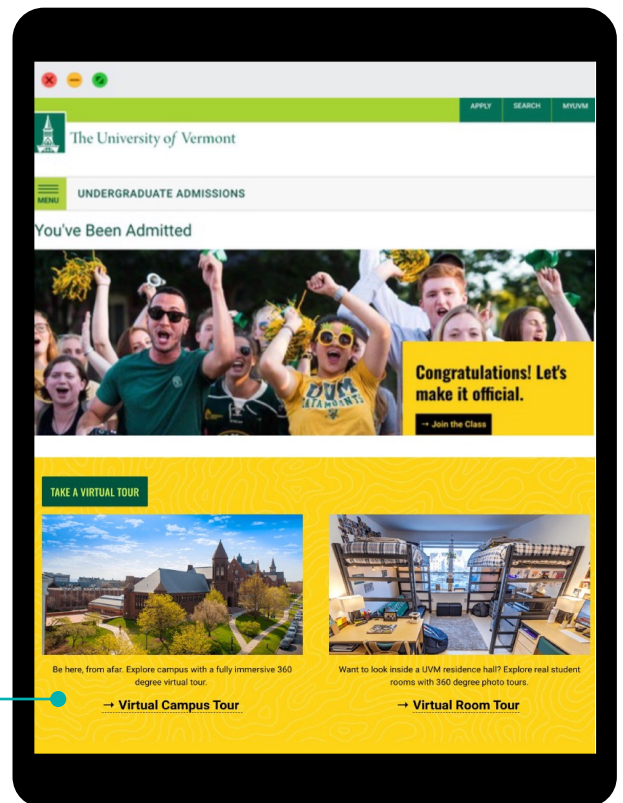 APPLY SEARCH MYUVM
The University of Vermont
MENU UNDERGRADUATE ADMISSIONS
You've Been Admitted
UVM
CATAMOUNTS
Congratulations! Let's
make it official.
→ Join the Class
TAKE A VIRTUAL TOUR
Be here, from afar. Explore campus with a fully immersive 360
degree virtual tour.
→ Virtual Campus Tour
Want to look inside a UVM residence hall? Explore real student
rooms with 360 degree photo tours.
→ Virtual Room Tour